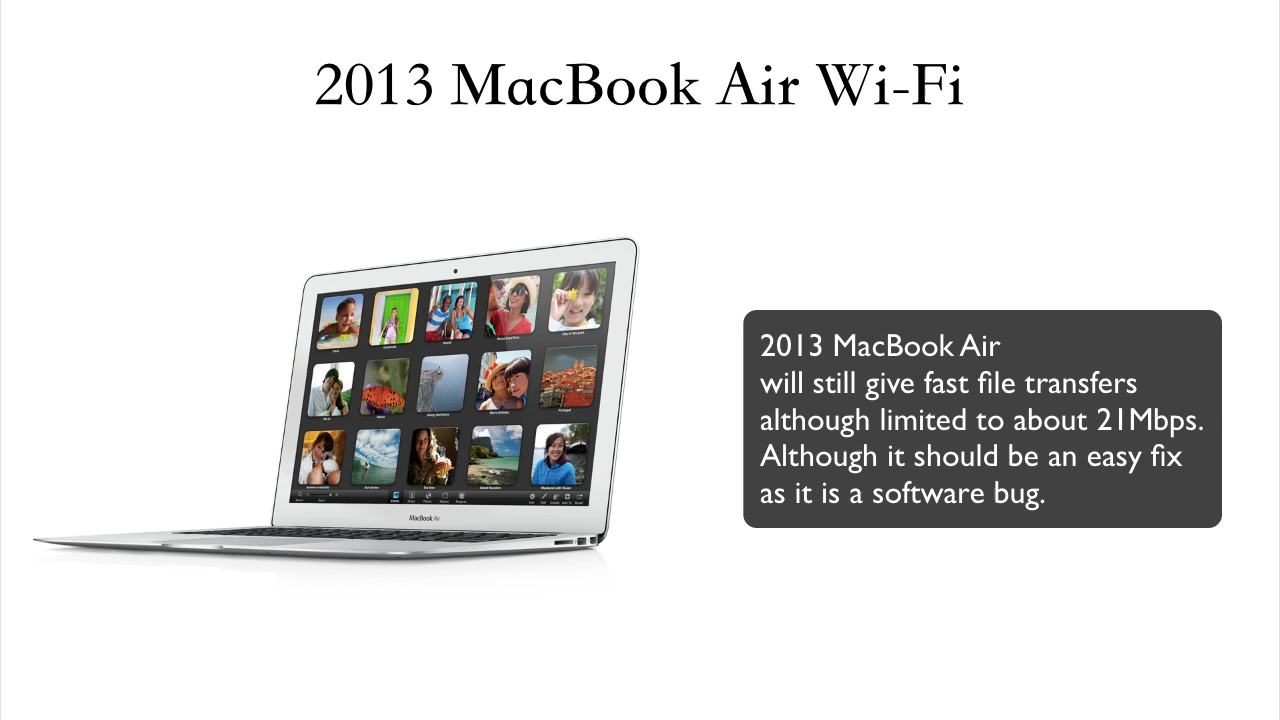 2013 MacBook Air Wi-Fi
2013 MacBook Air
will still give fast file transfers
although limited to about 21Mbps.
Although it should be an easy fix
as it is a software bug.
MacBook Air